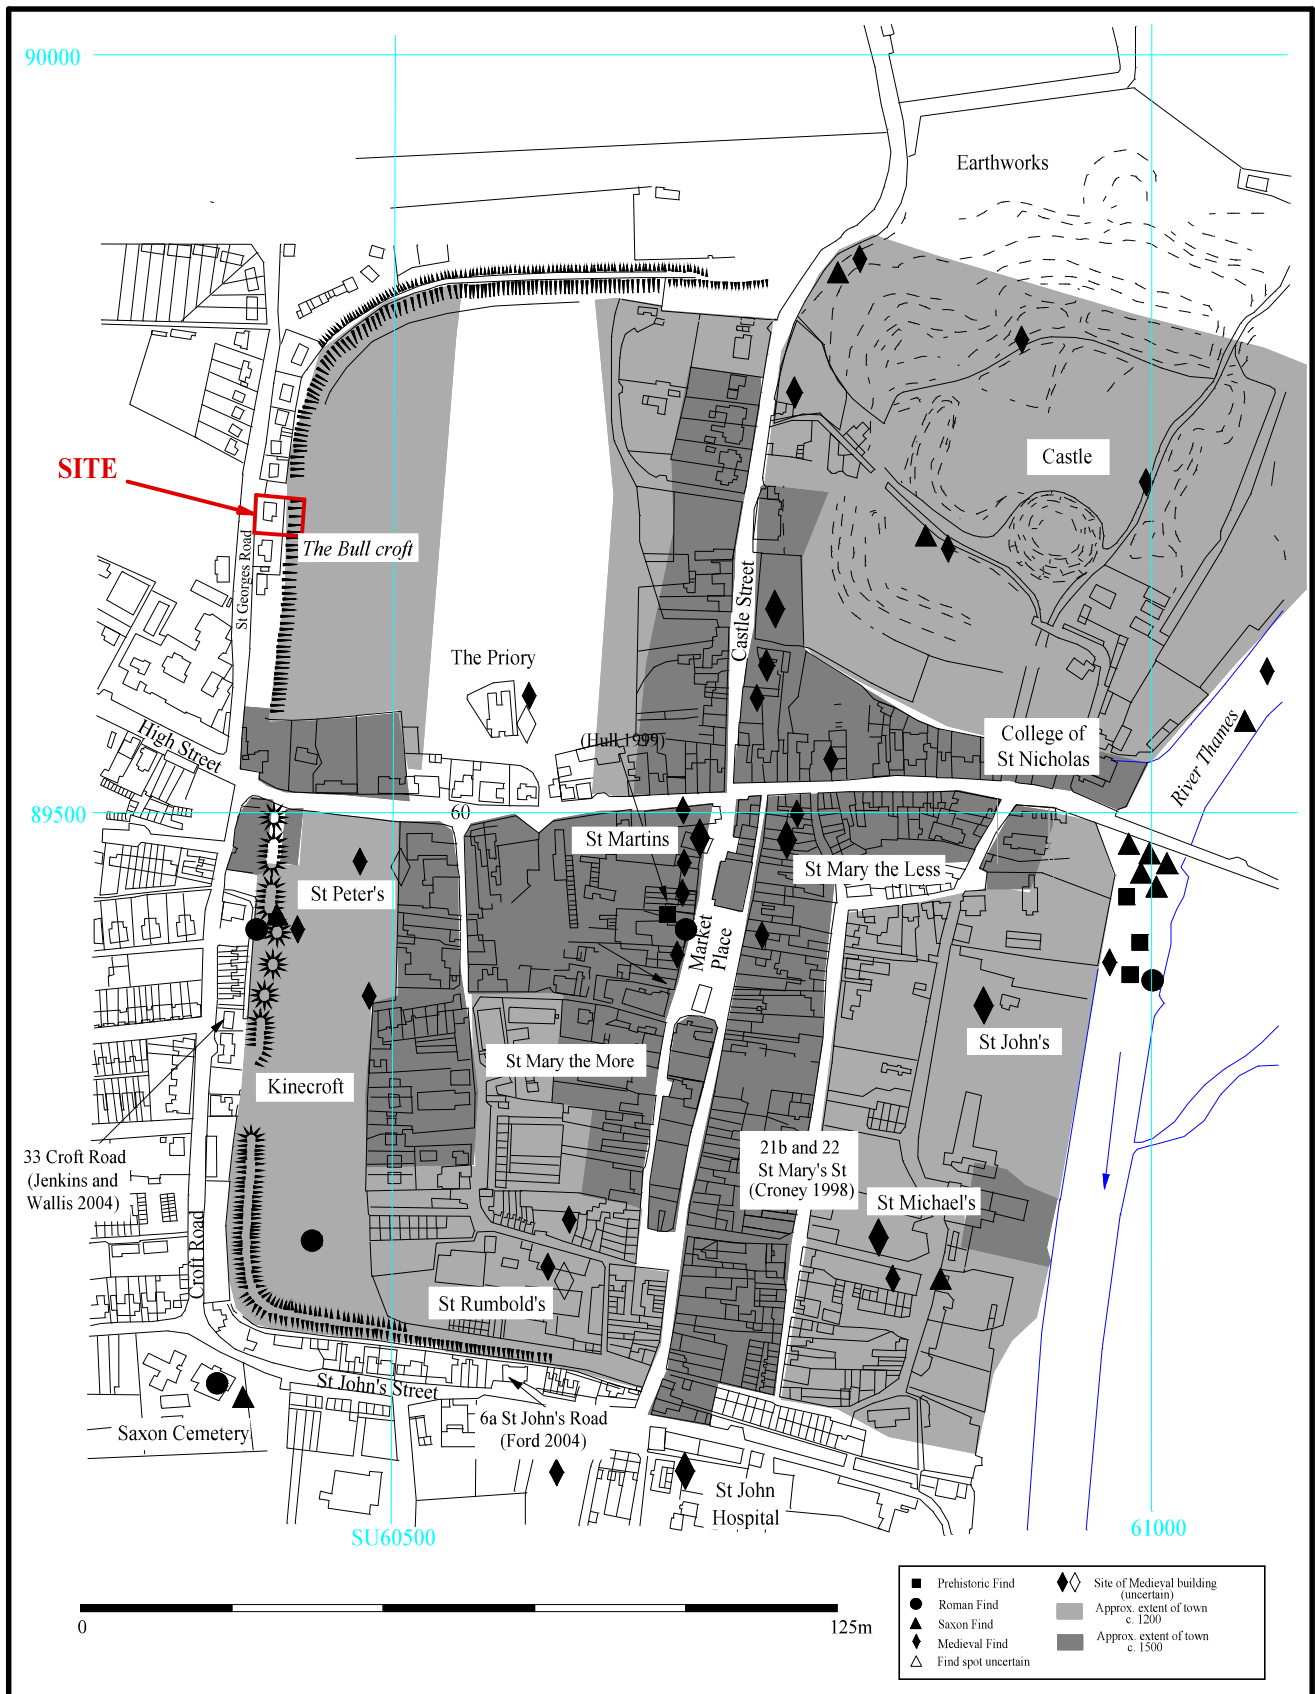 90000
Earthworks
SITE
Castle
St Georges Road
The Bull croft
Castle Street
The Priory
High Street
(Hull 1999)
College of
St Nicholas
River Thames
89500
60
St Martins
St Mary the Less
St Peter's
Market
Place
St Mary the More
St John's
Kinecroft
33 Croft Road
(Jenkins and
Wallis 2004)
21b and 22
St Mary's St
(Croney 1998)
St Michael's
Croft Road
St Rumbold's
St John's Street
Saxon Cemetery
6a St John's Road
(Ford 2004)
St John
Hospital
SU60500
61000
0
125m
Prehistoric Find
Roman Find
Saxon Find
Medieval Find
Find spot uncertain
Site of Medieval building
(uncertain)
Approx. extent of town
c. 1200
Approx. extent of town
c. 1500